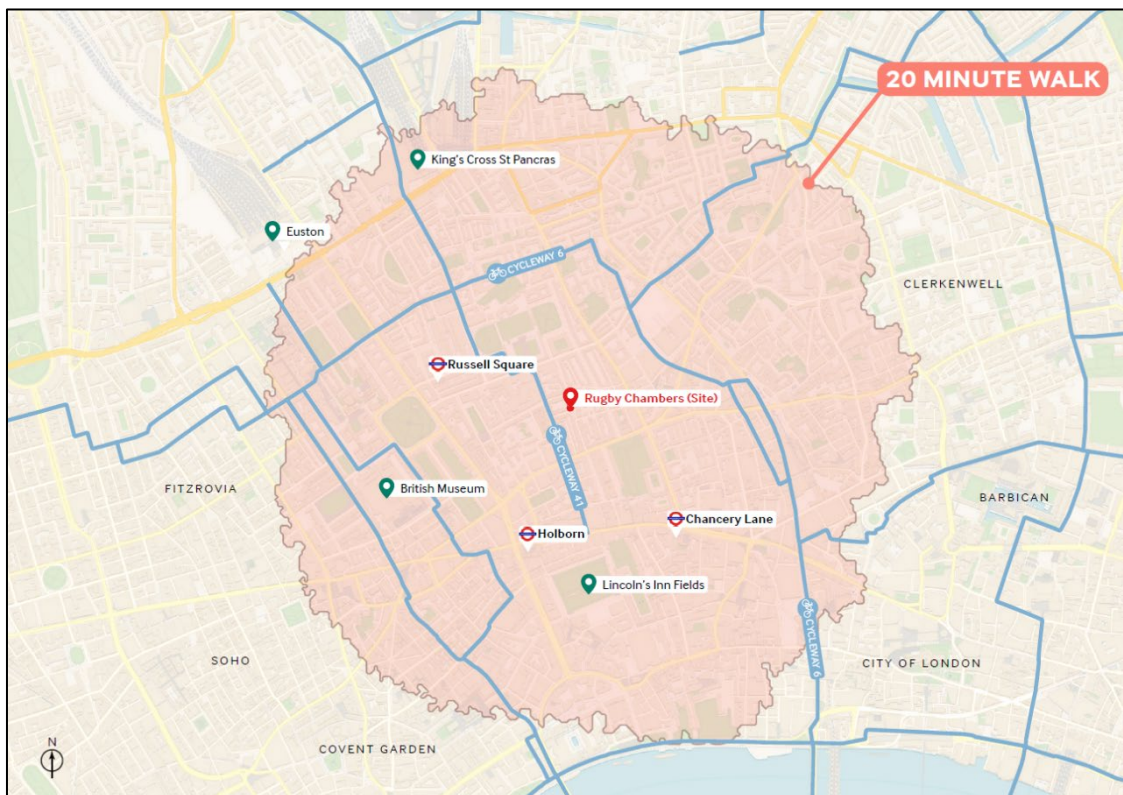 20 MINUTE WALK
King's Cross St Pancras
Euston
CYCLEWAY 6
CLERKENWELL
Russell Square
Rugby Chambers (Site)
CYCLEWAY 41
FITZROVIA
British Museum
BARBICAN
Chancery Lane
Holborn
Lincoln's Inn Fields
CYCLEWAY 6
SOHO
CITY OF LONDON
COVENT GARDEN
N